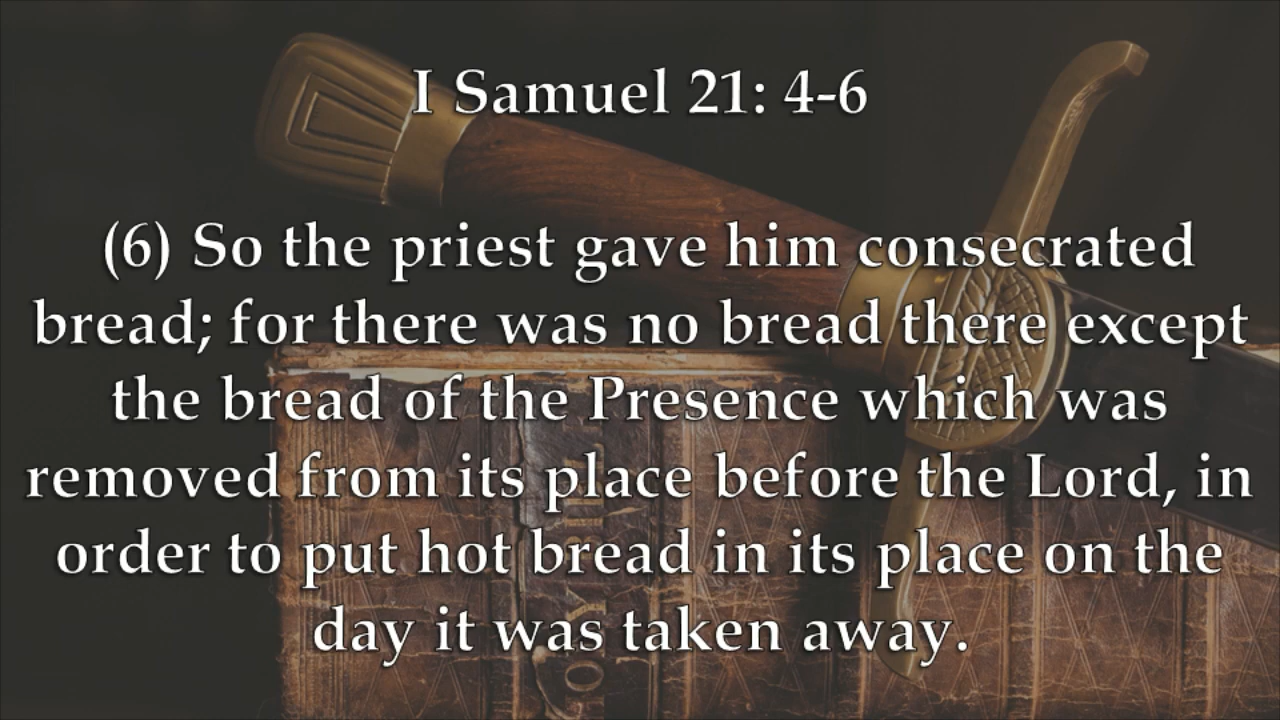 I Samuel 21: 4-6
(6) So the priest gave him consecrated
bread; for there was no bread there except
the bread of the Presence which was
removed from its place before the Lord, in
order to put hot bread in its place on the
day it was taken away.